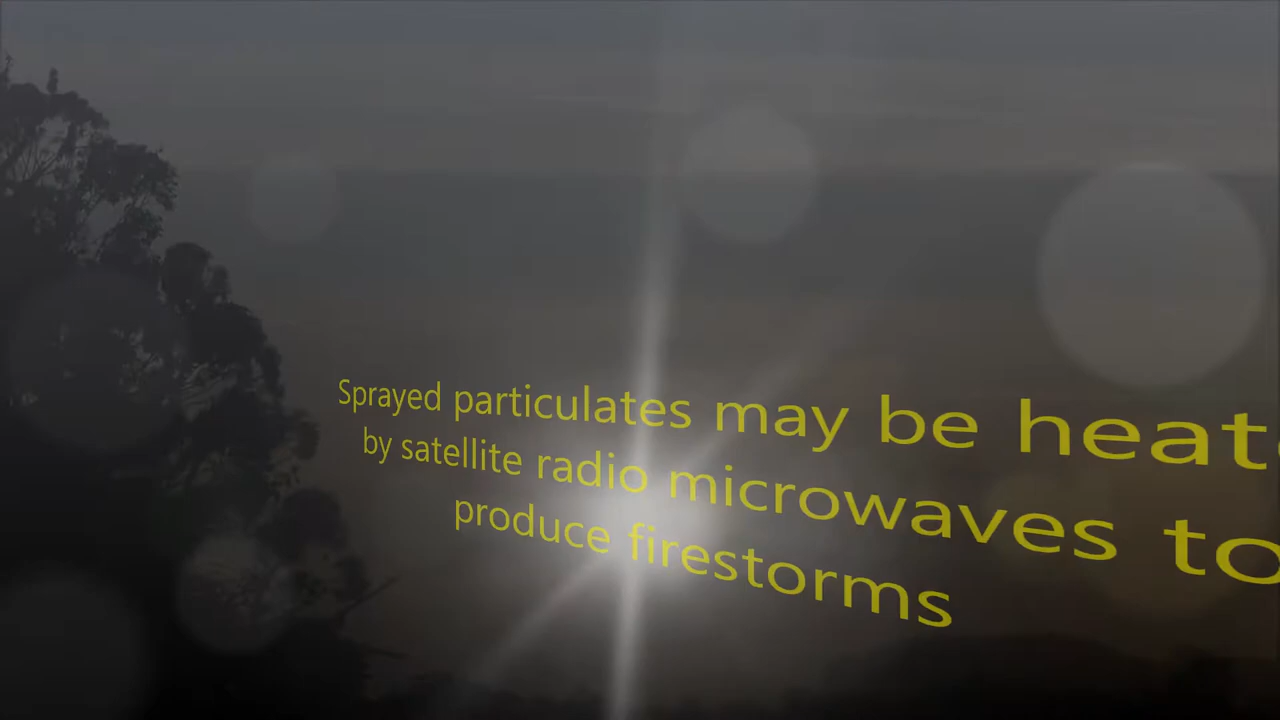 Sprayed particulates may be heat
by satellite radio microwaves to
produce firestorms